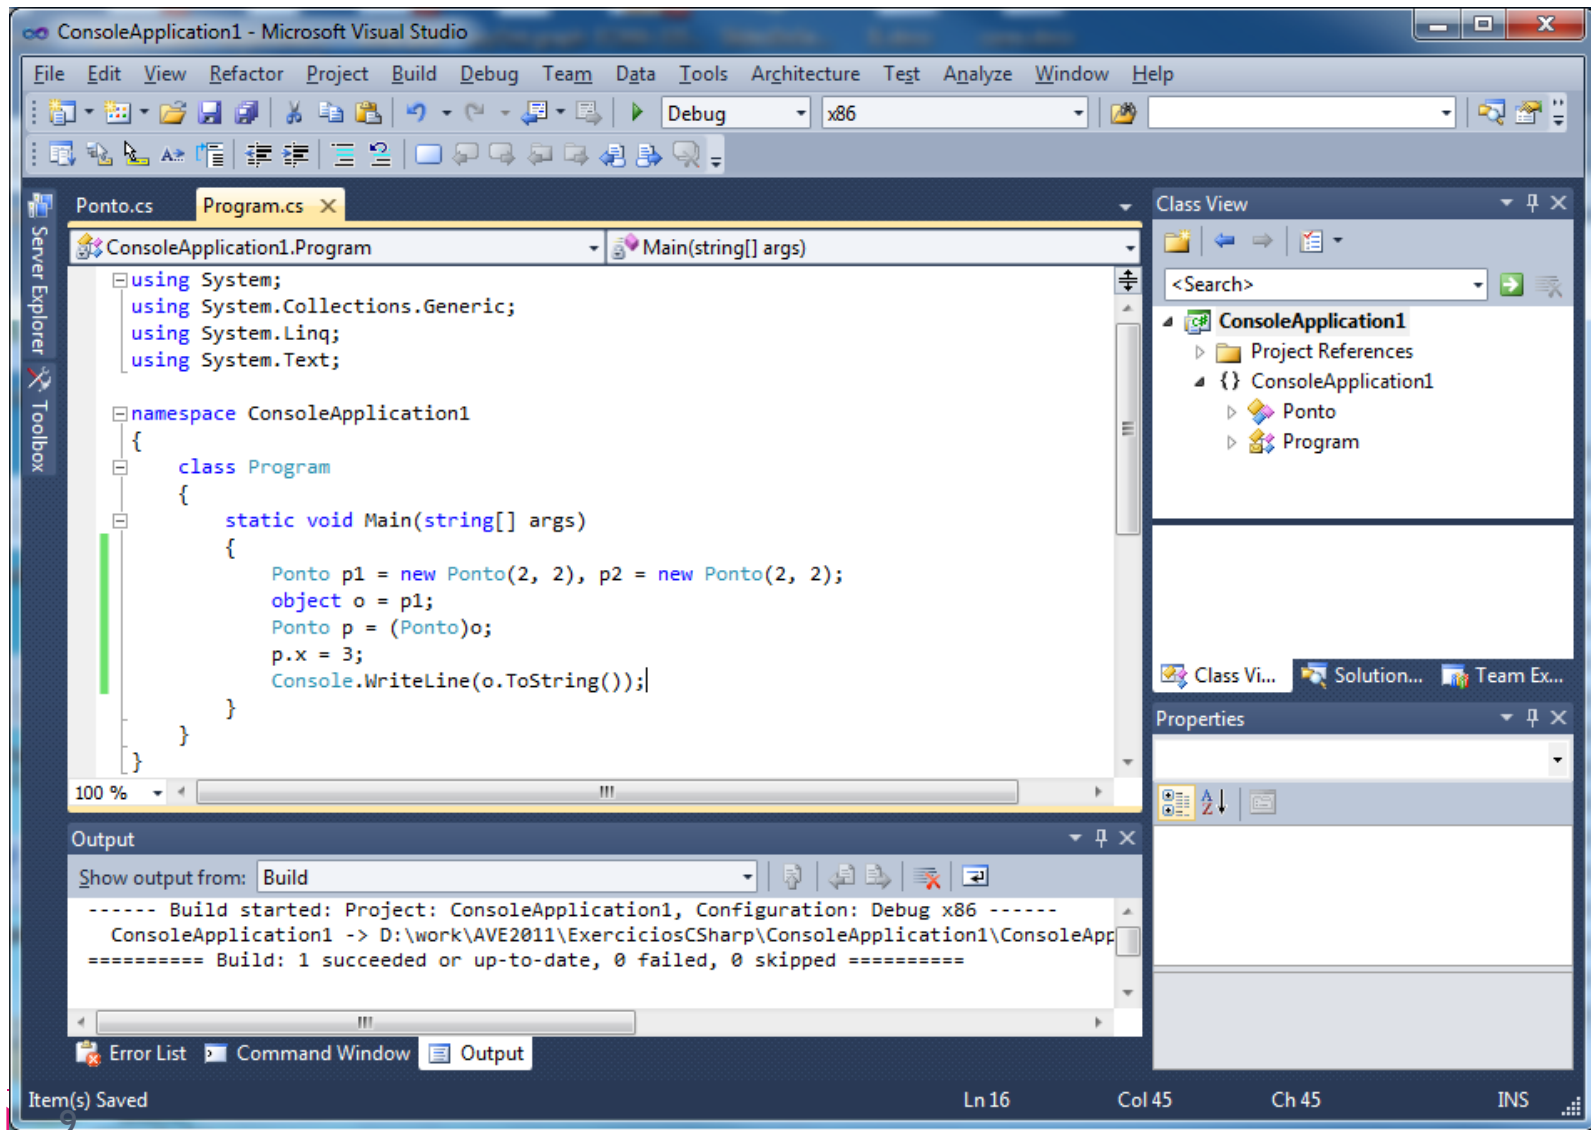 ConsoleApplication1 - Microsoft Visual Studio
File Edit View Refactor Project Build Debug Team Data Tools Architecture Test Analyze Window Help
Debug x86
Server Explorer
Toolbox
Ponto.cs Program.cs
ConsoleApplication1.Program Main(string[] args)
using System;
using System.Collections.Generic;
using System.Linq;
using System.Text;
namespace ConsoleApplication1
{
class Program
{
static void Main(string[] args)
{
Ponto p1 = new Ponto(2, 2), p2 = new Ponto(2, 2);
object o = p1;
Ponto p = (Ponto)o;
p.x = 3;
Console.WriteLine(o.ToString());
}
}
}
100 %
Output
Show output from: Build
------ Build started: Project: ConsoleApplication1, Configuration: Debug x86 ------
ConsoleApplication1 -> D:\work\AVE2011\ExerciciosCSharp\ConsoleApplication1\ConsoleApp
========== Build: 1 succeeded or up-to-date, 0 failed, 0 skipped ==========
Error List Command Window Output
Class View
<Search>
ConsoleApplication1
Project References
{} ConsoleApplication1
Ponto
Program
Class Vi... Solution... Team Ex...
Properties
Item(s) Saved Ln 16 Col 45 Ch 45 INS
9